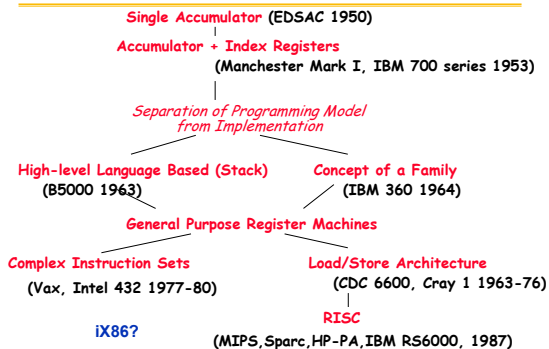 Single Accumulator (EDSAC 1950)
Accumulator + Index Registers
(Manchester Mark I, IBM 700 series 1953)
Separation of Programming Model
from Implementation
High-level Language Based (Stack)
(B5000 1963)
Concept of a Family
(IBM 360 1964)
General Purpose Register Machines
Complex Instruction Sets
(Vax, Intel 432 1977-80)
Load/Store Architecture
(CDC 6600, Cray 1 1963-76)
RISC
(MIPS,Sparc,HP-PA,IBM RS6000, 1987)
iX86?